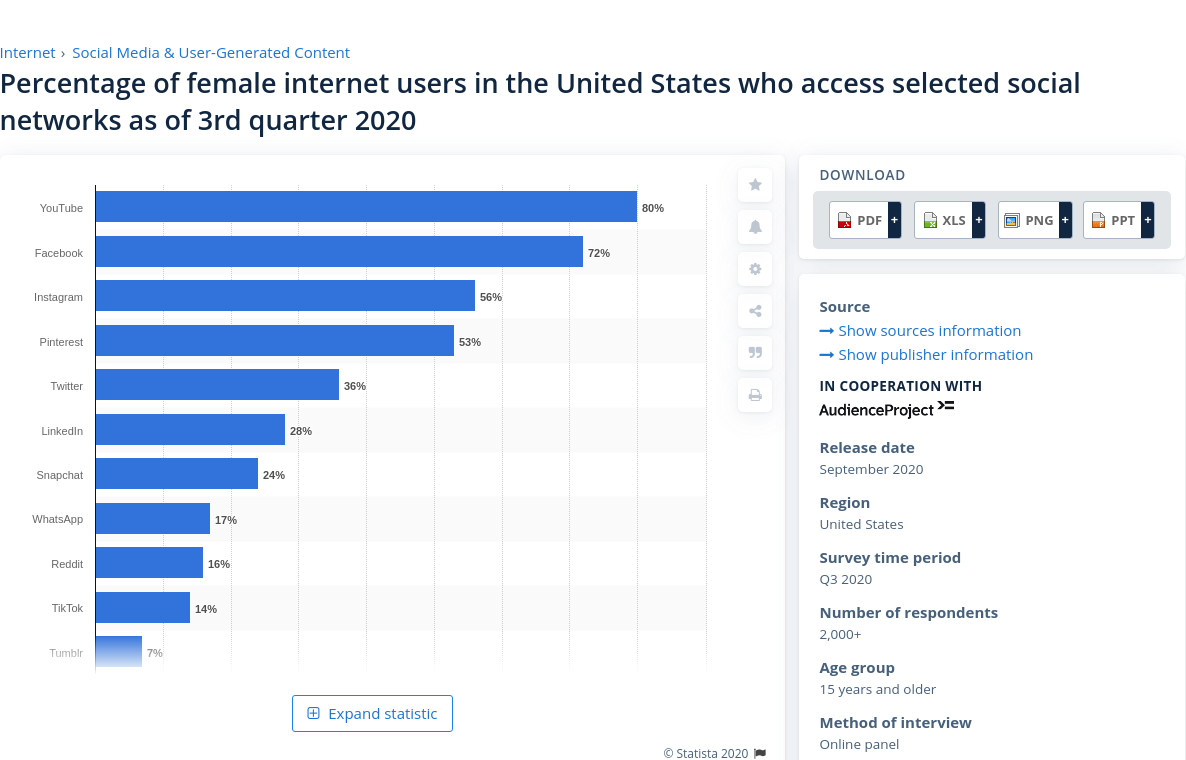 Internet › Social Media & User-Generated Content
Percentage of female internet users in the United States who access selected social
networks as of 3rd quarter 2020
YouTube 80%
Facebook 72%
Instagram 56%
Pinterest 53%
Twitter 36%
LinkedIn 28%
Snapchat 24%
WhatsApp 17%
Reddit 16%
TikTok 14%
Tumblr 7%
Expand statistic
© Statista 2020
DOWNLOAD
PDF + XLS + PNG + PPT +
Source
Show sources information
Show publisher information
IN COOPERATION WITH
AudienceProject
Release date
September 2020
Region
United States
Survey time period
Q3 2020
Number of respondents
2,000+
Age group
15 years and older
Method of interview
Online panel